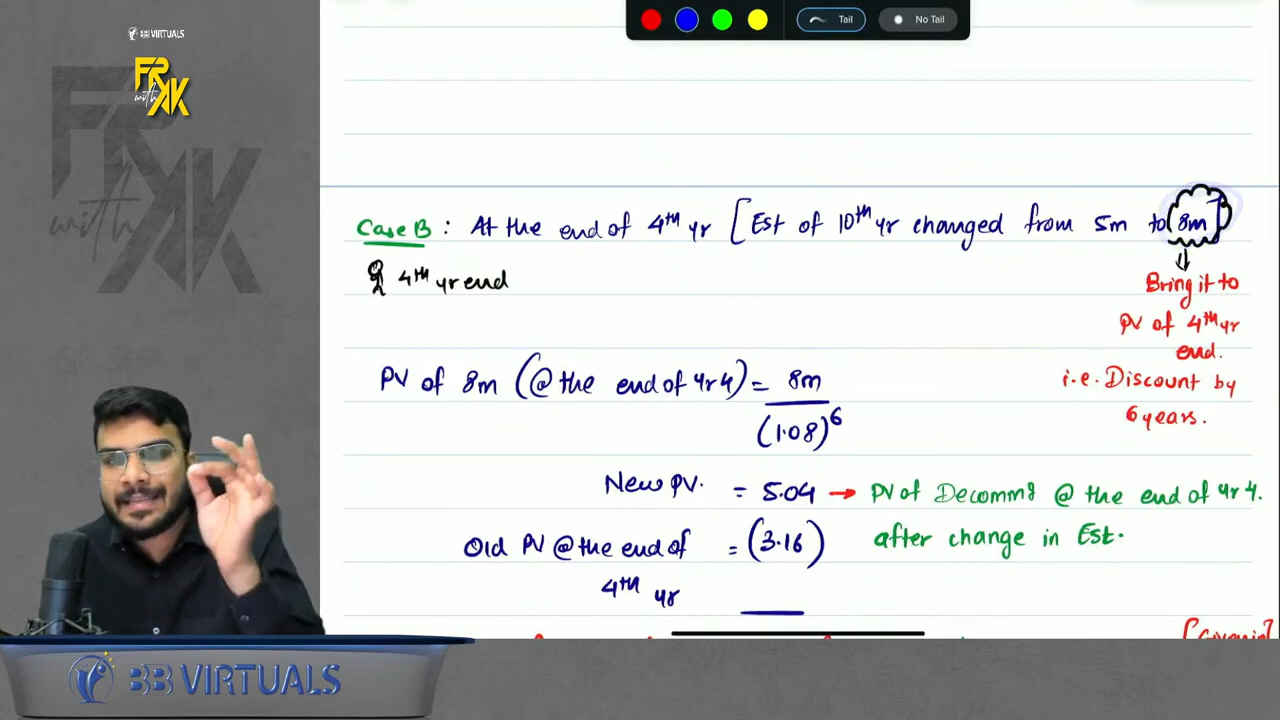 BB VIRTUALS
FR
with
AK
Tail
No Tail
Case B : At the end of 4th yr [Est of 10th yr changed from 5m to 8m]
4th yr end
Bring it to
PV of 4th yr
end.
i.e. Discount by
6 years.
PV of 8m (@ the end of yr 4) = 8m
(1.08)6
New PV. = 5.04 → PV of Decomm§ @ the end of yr 4.
after change in Est.
Old PV @ the end of = (3.16)
4th yr
BB VIRTUALS